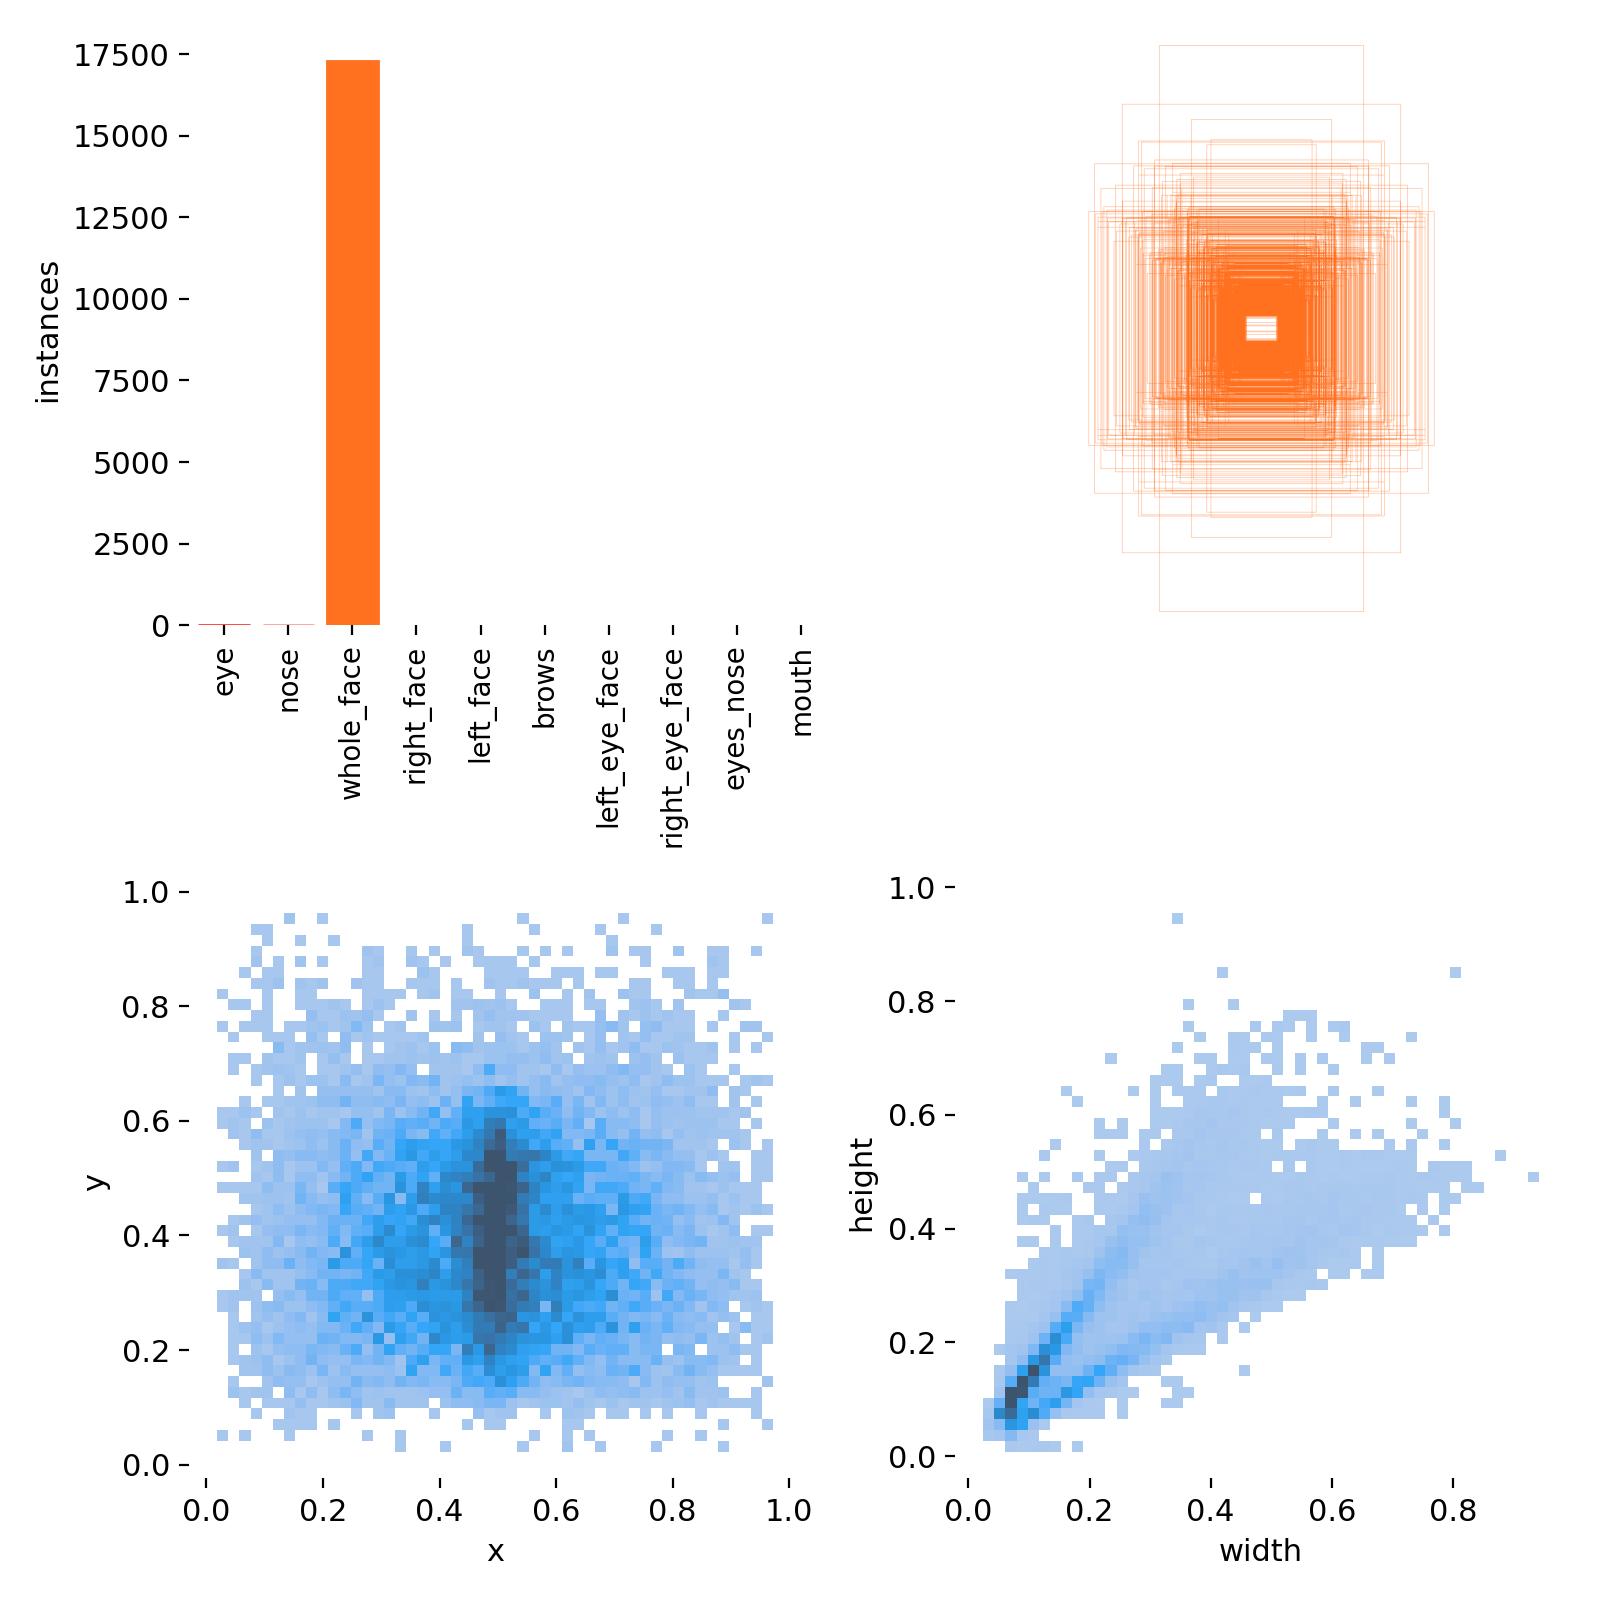 17500
15000
12500
10000
7500
5000
2500
0
instances
eye
nose
whole_face
right_face
left_face
brows
left_eye_face
right_eye_face
eyes_nose
mouth
1.0
0.8
0.6
0.4
0.2
0.0
y
0.0 0.2 0.4 0.6 0.8 1.0
x
1.0
0.8
0.6
0.4
0.2
0.0
height
0.0 0.2 0.4 0.6 0.8
width